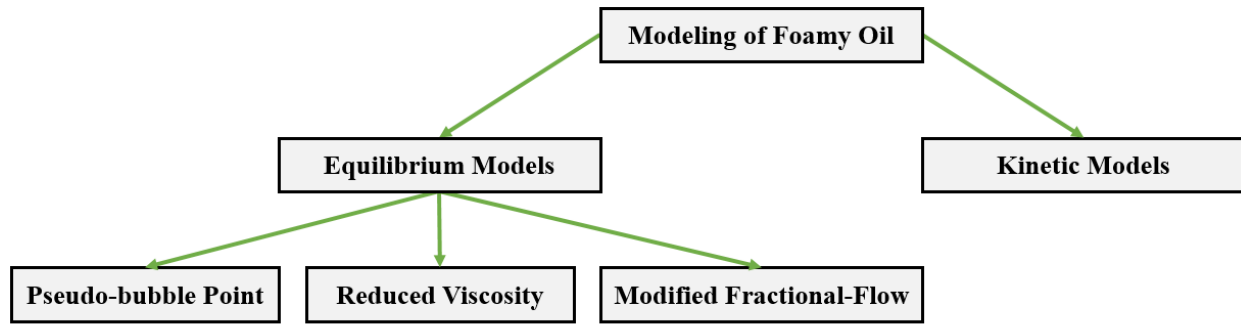 Modeling of Foamy Oil
Equilibrium Models
Kinetic Models
Pseudo-bubble Point
Reduced Viscosity
Modified Fractional-Flow